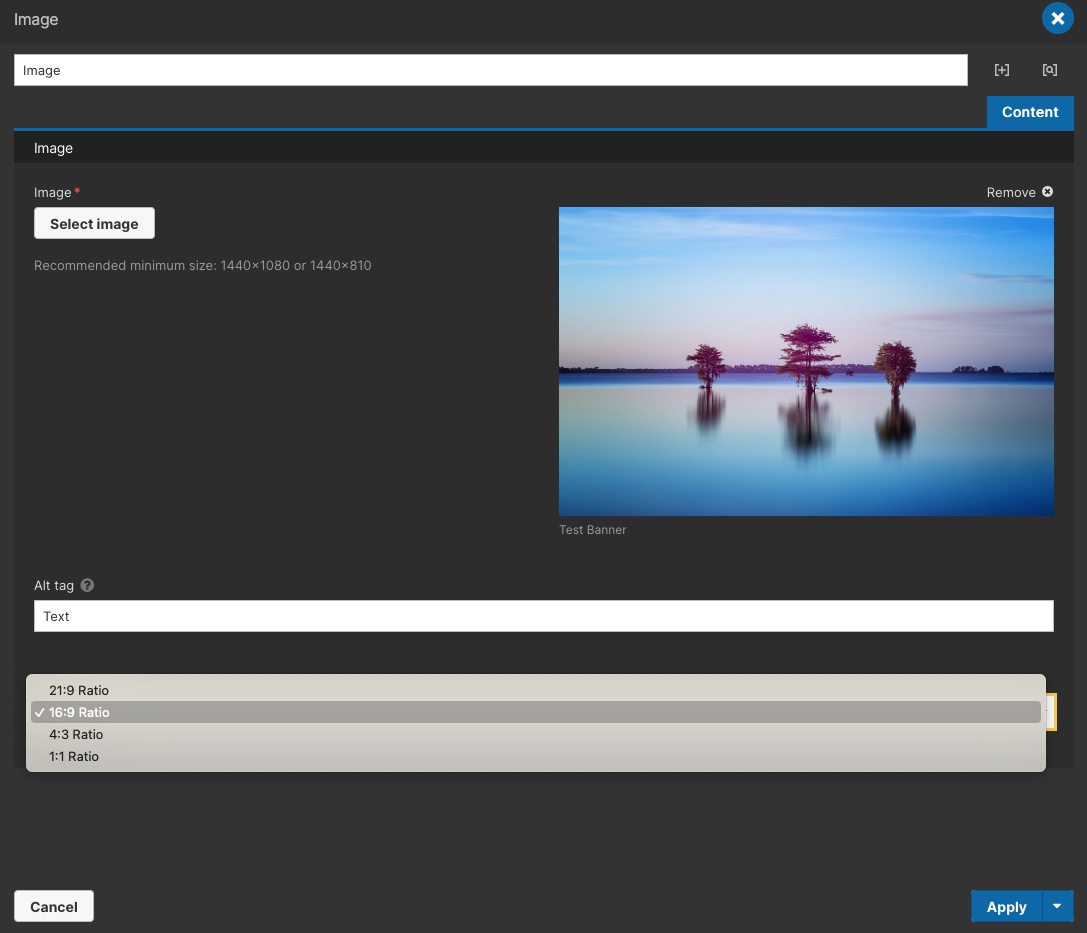 Image
Image
Content
Image
Image*
Remove
Select image
Recommended minimum size: 1440×1080 or 1440×810
Test Banner
Alt tag ?
Text
21:9 Ratio
✓ 16:9 Ratio
4:3 Ratio
1:1 Ratio
Cancel
Apply